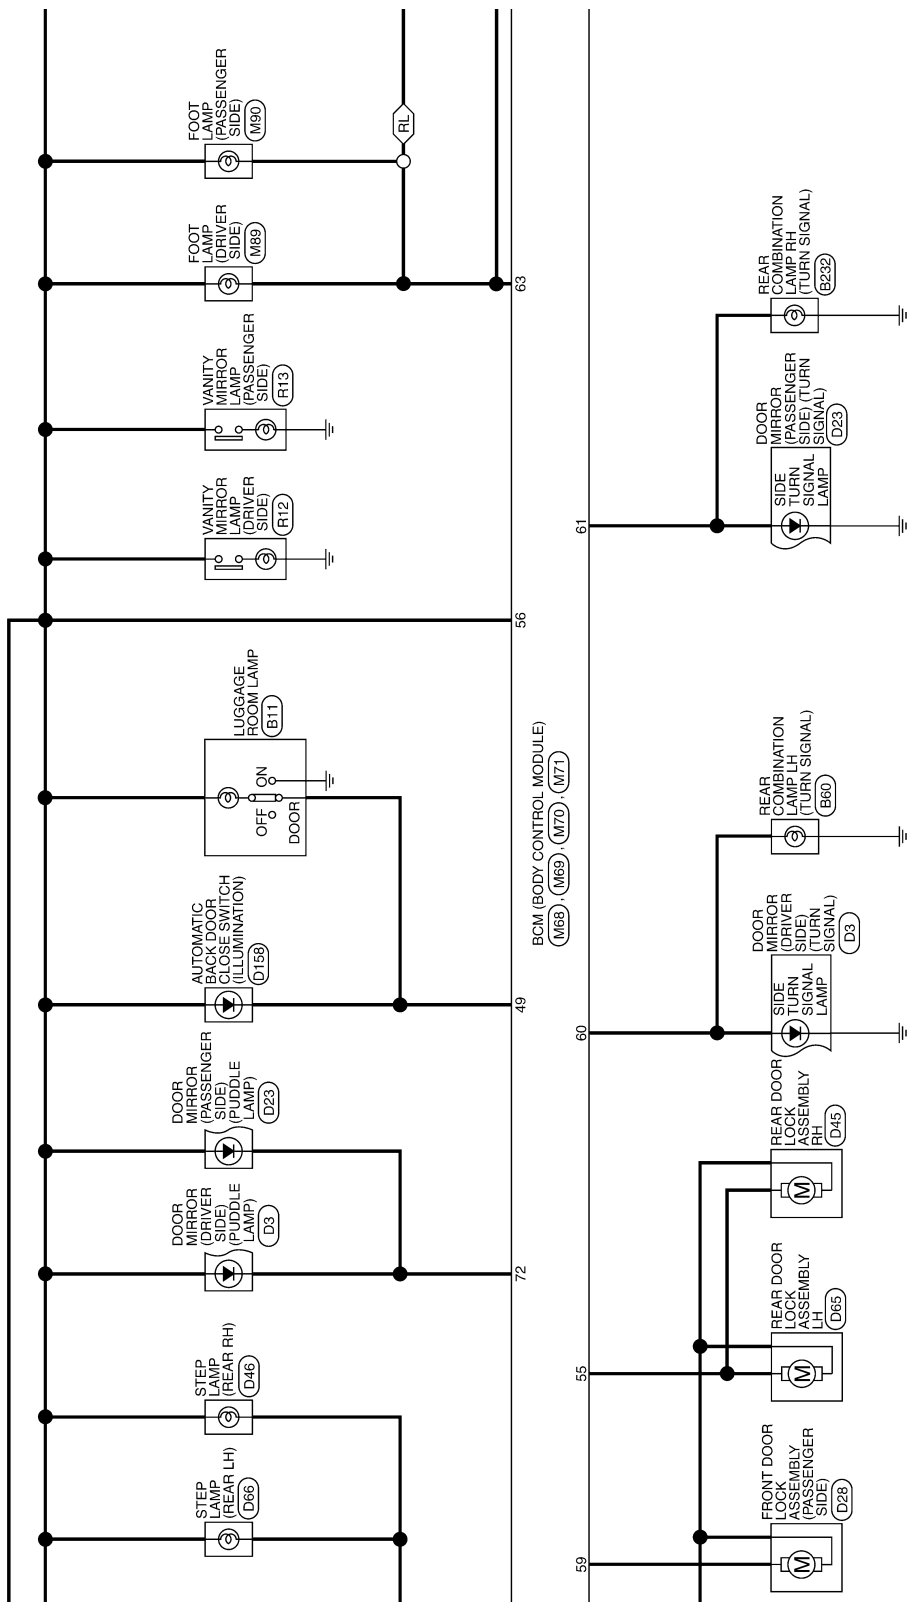 STEP
LAMP
(REAR LH)
D66
STEP
LAMP
(REAR RH)
D46
DOOR
MIRROR
(DRIVER
SIDE)
(PUDDLE
LAMP)
D3
DOOR
MIRROR
(PASSENGER
SIDE)
(PUDDLE
LAMP)
D23
AUTOMATIC
BACK DOOR
CLOSE SWITCH
(ILLUMINATION)
D158
LUGGAGE
ROOM LAMP
B11
OFF
ON
DOOR
VANITY
MIRROR
LAMP
(DRIVER
SIDE)
R12
VANITY
MIRROR
LAMP
(PASSENGER
SIDE)
R13
FOOT
LAMP
(DRIVER
SIDE)
M89
FOOT
LAMP
(PASSENGER
SIDE)
M90
RL
72
49
56
63
BCM (BODY CONTROL MODULE)
M68 , M69 , M70 , M71
59
55
60
61
FRONT DOOR
LOCK
ASSEMBLY
(PASSENGER
SIDE)
D28
M
REAR DOOR
LOCK
ASSEMBLY
LH
D65
M
REAR DOOR
LOCK
ASSEMBLY
RH
D45
M
DOOR
MIRROR
(DRIVER
SIDE)
(TURN
SIGNAL)
D3
SIDE
TURN
SIGNAL
LAMP
REAR
COMBINATION
LAMP LH
(TURN SIGNAL)
B60
DOOR
MIRROR
(PASSENGER
SIDE) (TURN
SIGNAL)
D23
SIDE
TURN
SIGNAL
LAMP
REAR
COMBINATION
LAMP RH
(TURN SIGNAL)
B232